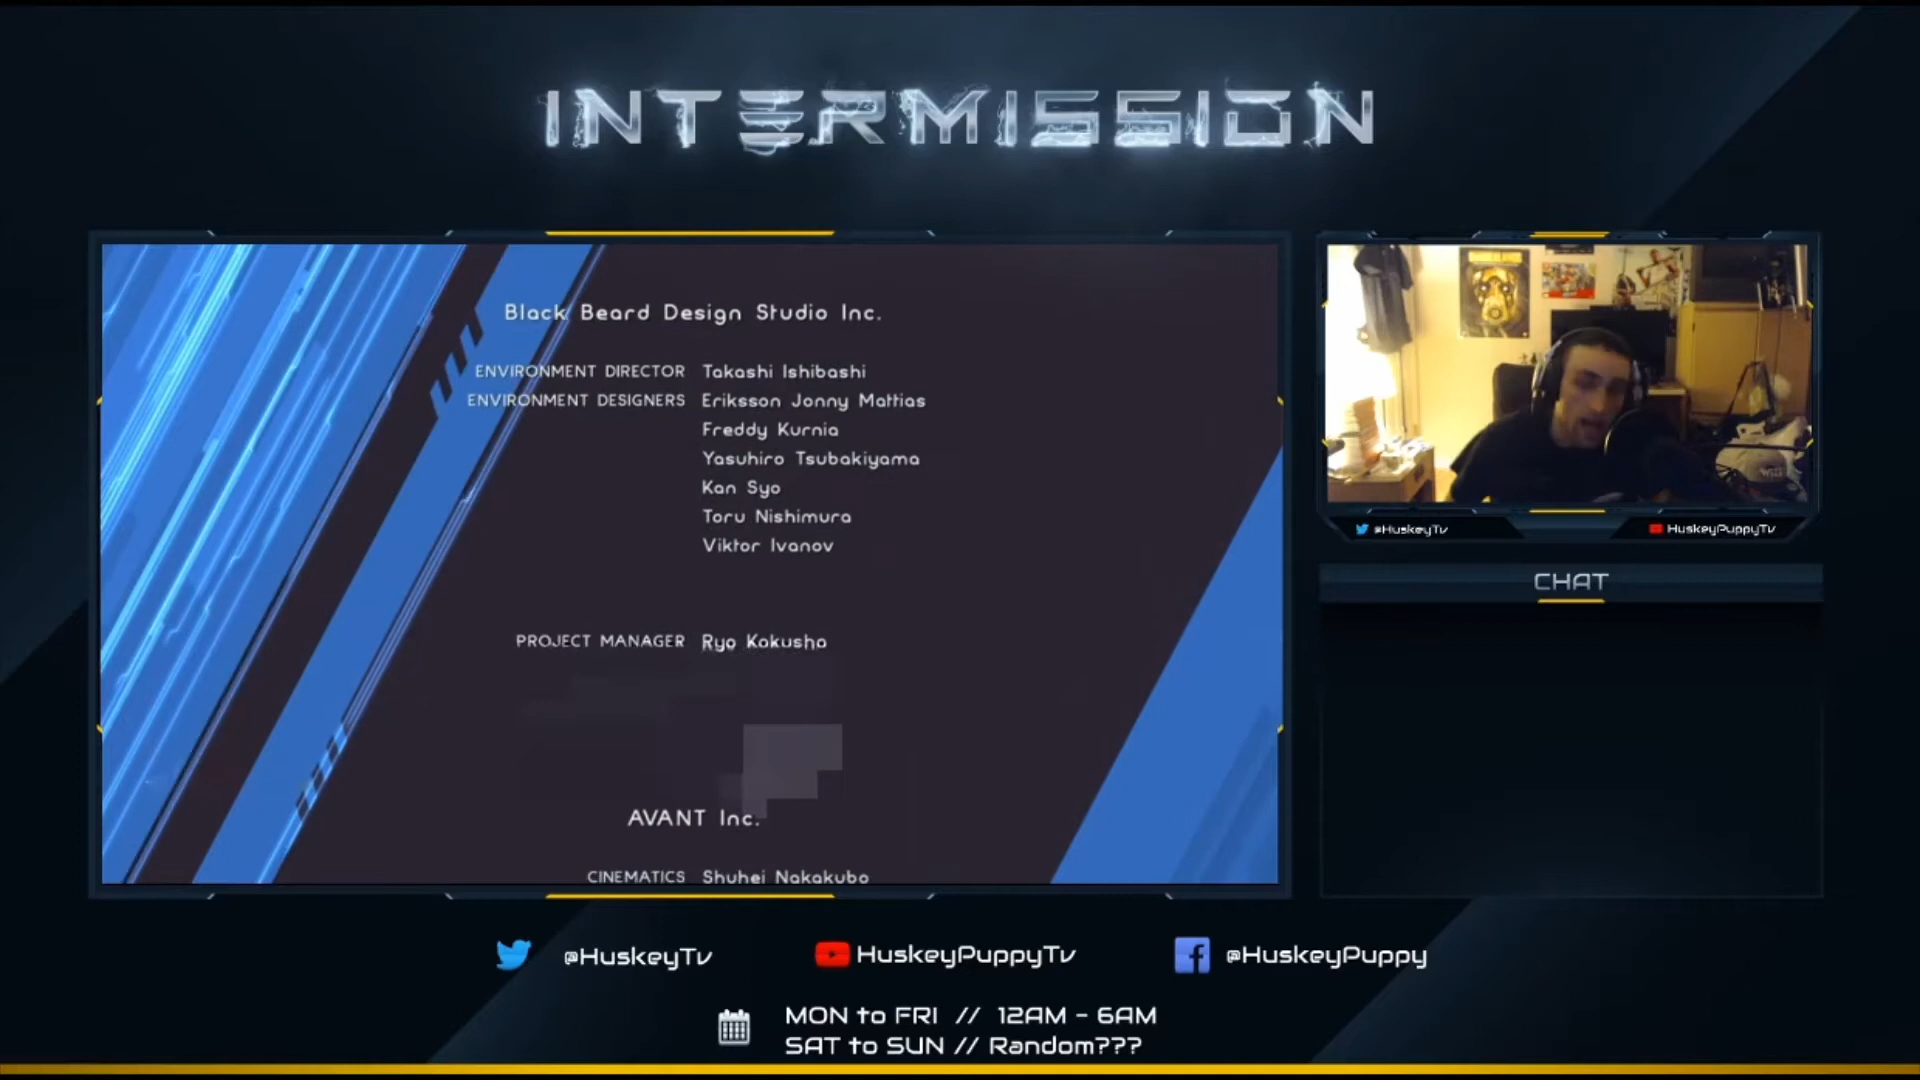 INTERMISSION
Black Beard Design Studio Inc.
ENVIRONMENT DIRECTOR Takashi Ishibashi
ENVIRONMENT DESIGNERS Eriksson Jonny Mattias
Freddy Kurnia
Yasuhiro Tsubakiyama
Kan Syo
Toru Nishimura
Viktor Ivanov
PROJECT MANAGER Ryo Kokusho
AVANT Inc.
CINEMATICS Shuhei Nakakubo
@HuskeyTv
HuskeyPuppyTv
CHAT
@HuskeyTv
HuskeyPuppyTv
@HuskeyPuppy
MON to FRI // 12AM - 6AM
SAT to SUN // Random???